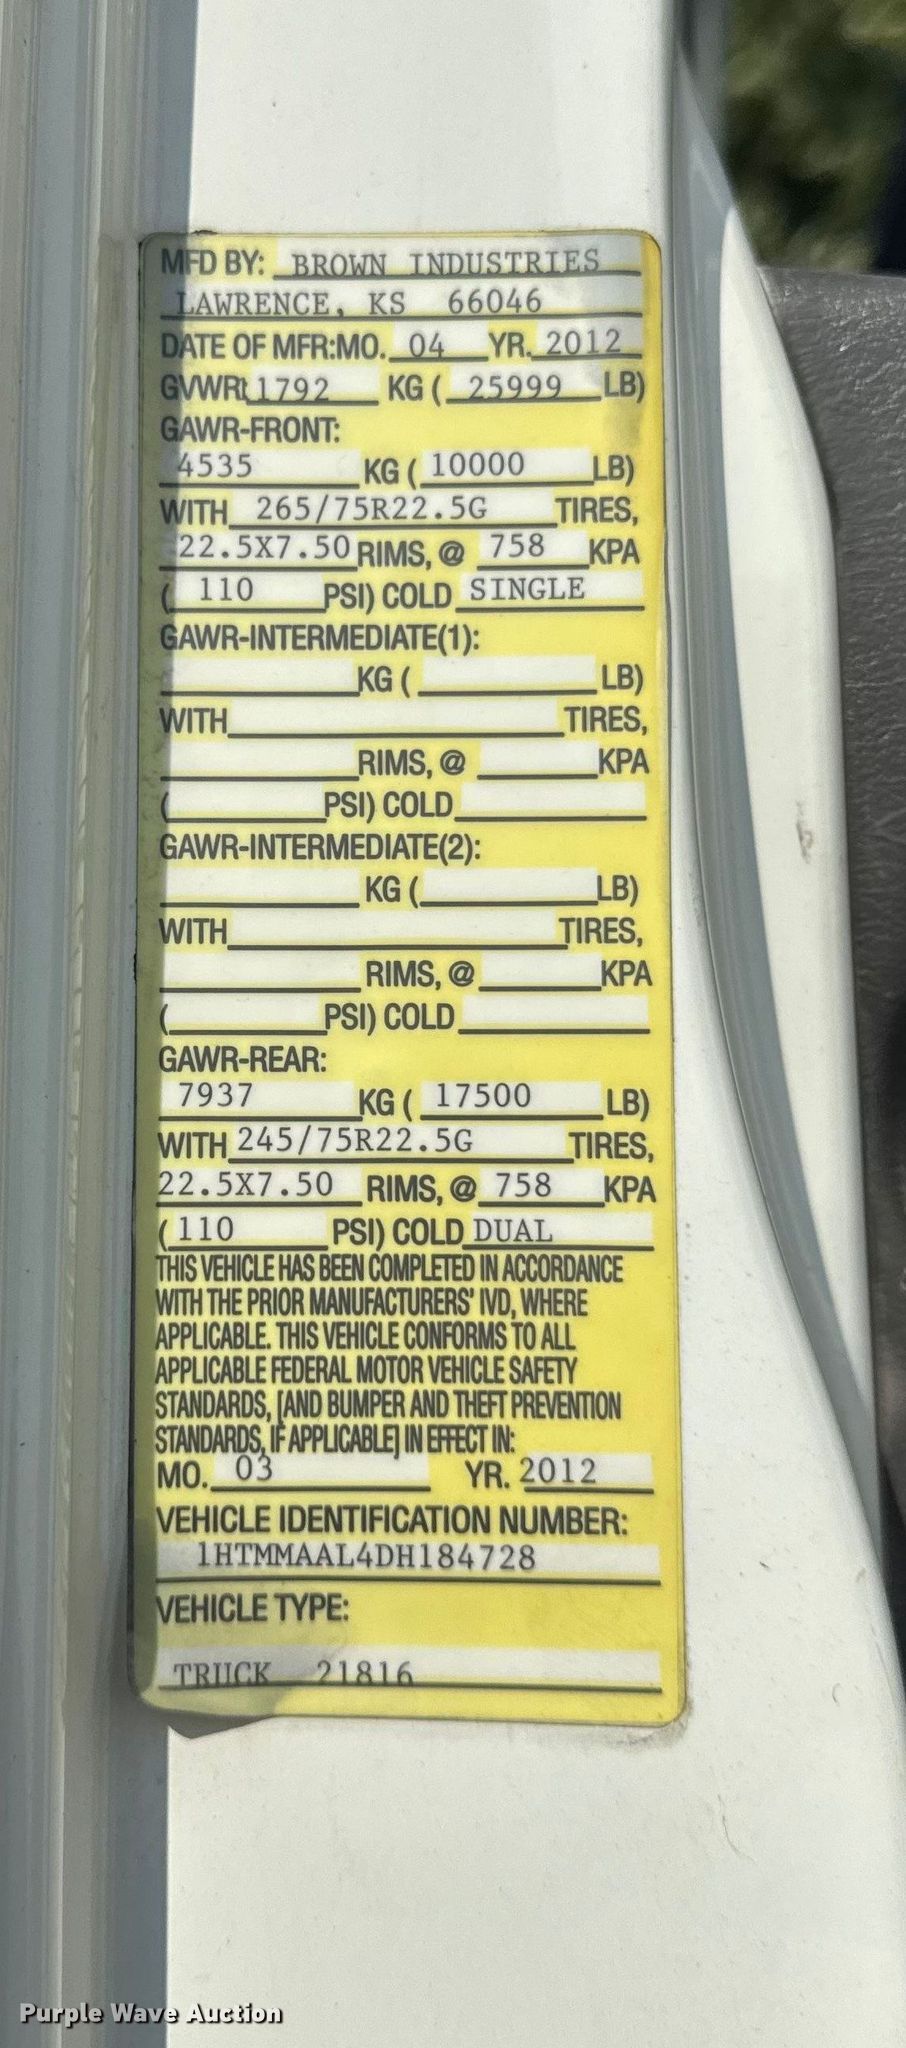 MFD BY: BROWN INDUSTRIES
LAWRENCE, KS 66046
DATE OF MFR:MO. 04 YR. 2012
GVWR: 11792 KG ( 25999 LB)
GAWR-FRONT:
4535 KG ( 10000 LB)
WITH 265/75R22.5G TIRES,
22.5X7.50 RIMS, @ 758 KPA
( 110 PSI) COLD SINGLE
GAWR-INTERMEDIATE(1):
KG ( LB)
WITH TIRES,
RIMS, @ KPA
( PSI) COLD
GAWR-INTERMEDIATE(2):
KG ( LB)
WITH TIRES,
RIMS, @ KPA
( PSI) COLD
GAWR-REAR:
7937 KG ( 17500 LB)
WITH 245/75R22.5G TIRES,
22.5X7.50 RIMS, @ 758 KPA
( 110 PSI) COLD DUAL
THIS VEHICLE HAS BEEN COMPLETED IN ACCORDANCE
WITH THE PRIOR MANUFACTURERS' IVD, WHERE
APPLICABLE. THIS VEHICLE CONFORMS TO ALL
APPLICABLE FEDERAL MOTOR VEHICLE SAFETY
STANDARDS, [AND BUMPER AND THEFT PREVENTION
STANDARDS, IF APPLICABLE] IN EFFECT IN:
MO. 03 YR. 2012
VEHICLE IDENTIFICATION NUMBER:
1HTMMAAL4DH184728
VEHICLE TYPE:
TRUCK 21816
Purple Wave Auction